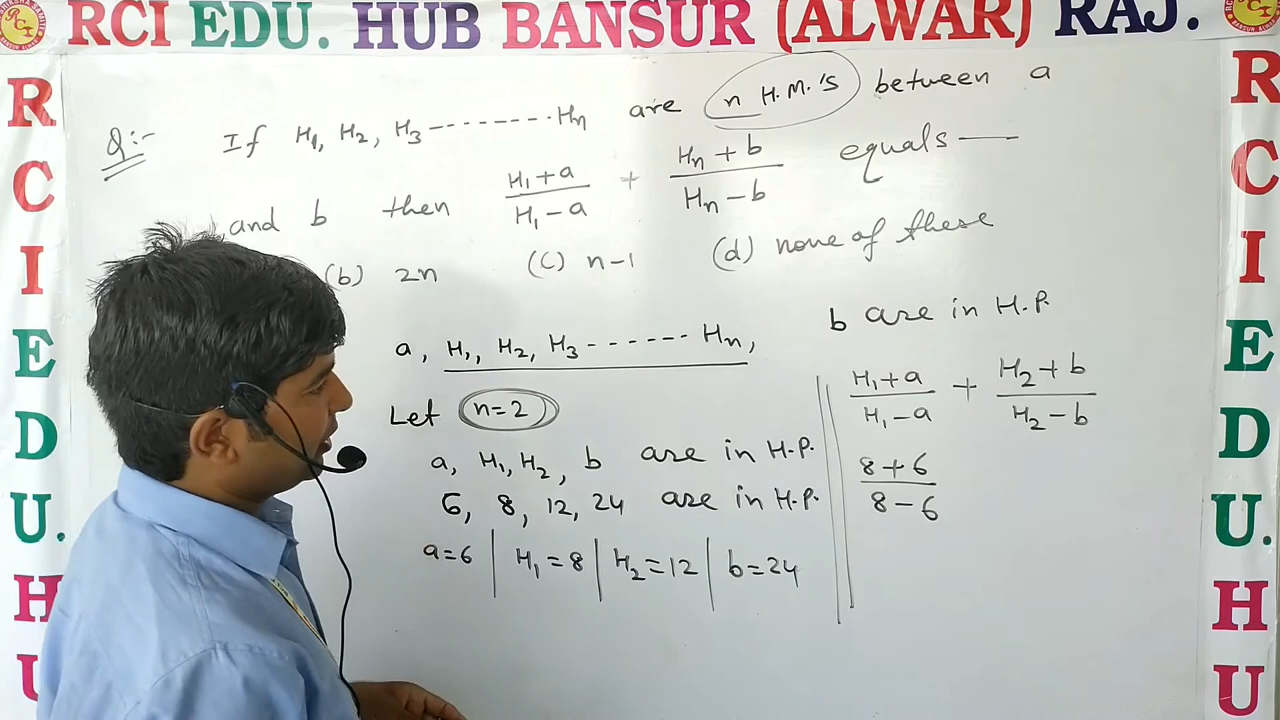 RCI EDU. HUB BANSUR (ALWAR) RAJ.
R
C
I
E
D
U.
H
U
Q:- If H₁, H₂, H₃--------Hₙ are n H.M.'s between a
and b then (H₁+a)/(H₁-a) + (Hₙ+b)/(Hₙ-b) equals —
(b) 2n (c) n-1 (d) none of these
a, H₁, H₂, H₃------Hₙ, b are in H.P.
Let n=2
a, H₁, H₂, b are in H.P.
6, 8, 12, 24 are in H.P.
a=6 | H₁=8 | H₂=12 | b=24
(H₁+a)/(H₁-a) + (H₂+b)/(H₂-b)
(8+6)/(8-6)
R
C
I
E
D
U.
H
U